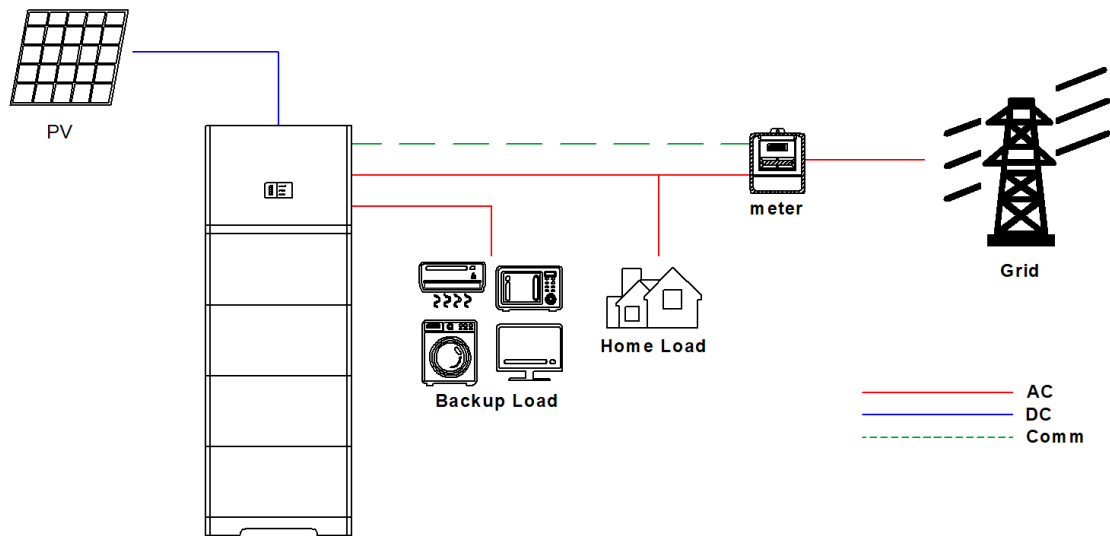 PV
meter
Grid
Home Load
Backup Load
AC
DC
Comm